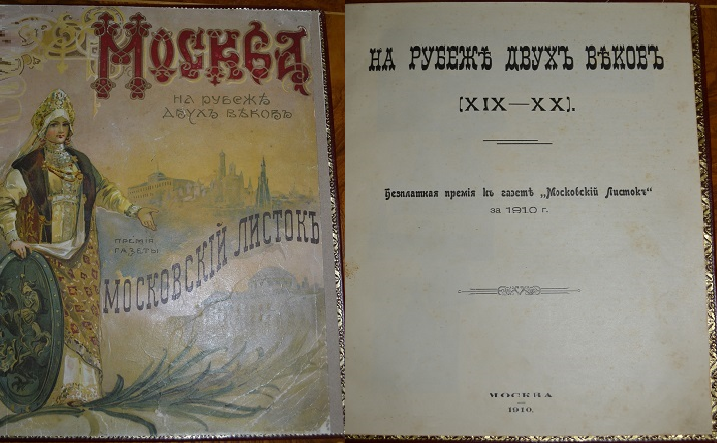 Москва
НА РУБЕЖѢ
ДВУХЪ ВѢКОВЪ
ПРЕМІЯ
ГАЗЕТЫ
МОСКОВСКІЙ ЛИСТОКЪ
НА РУБЕЖѢ ДВУХЪ ВѢКОВЪ
(XIX—XX).
Безплатная премія къ газетѣ „Московскій Листокъ“
за 1910 г.
МОСКВА
1910.